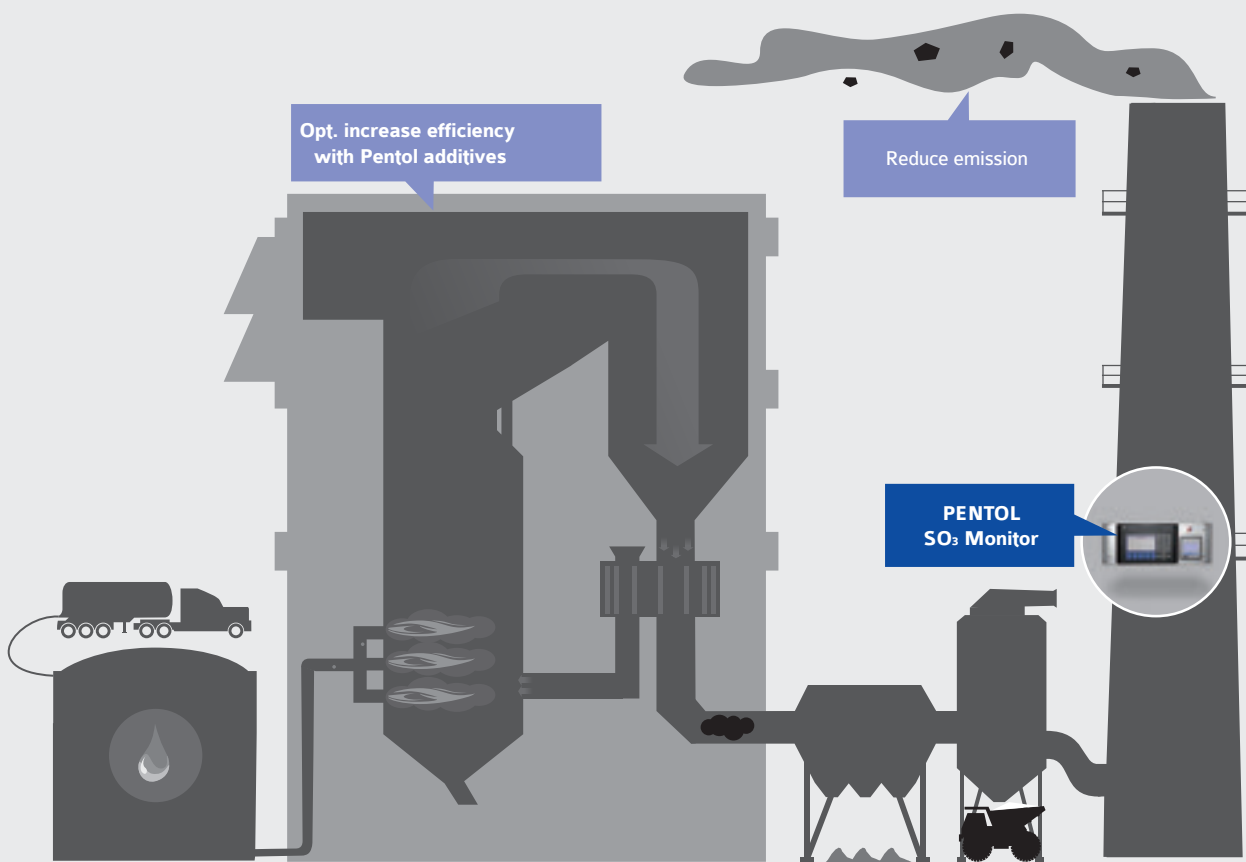 Opt. increase efficiency
with Pentol additives
Reduce emission
PENTOL
SO₃ Monitor